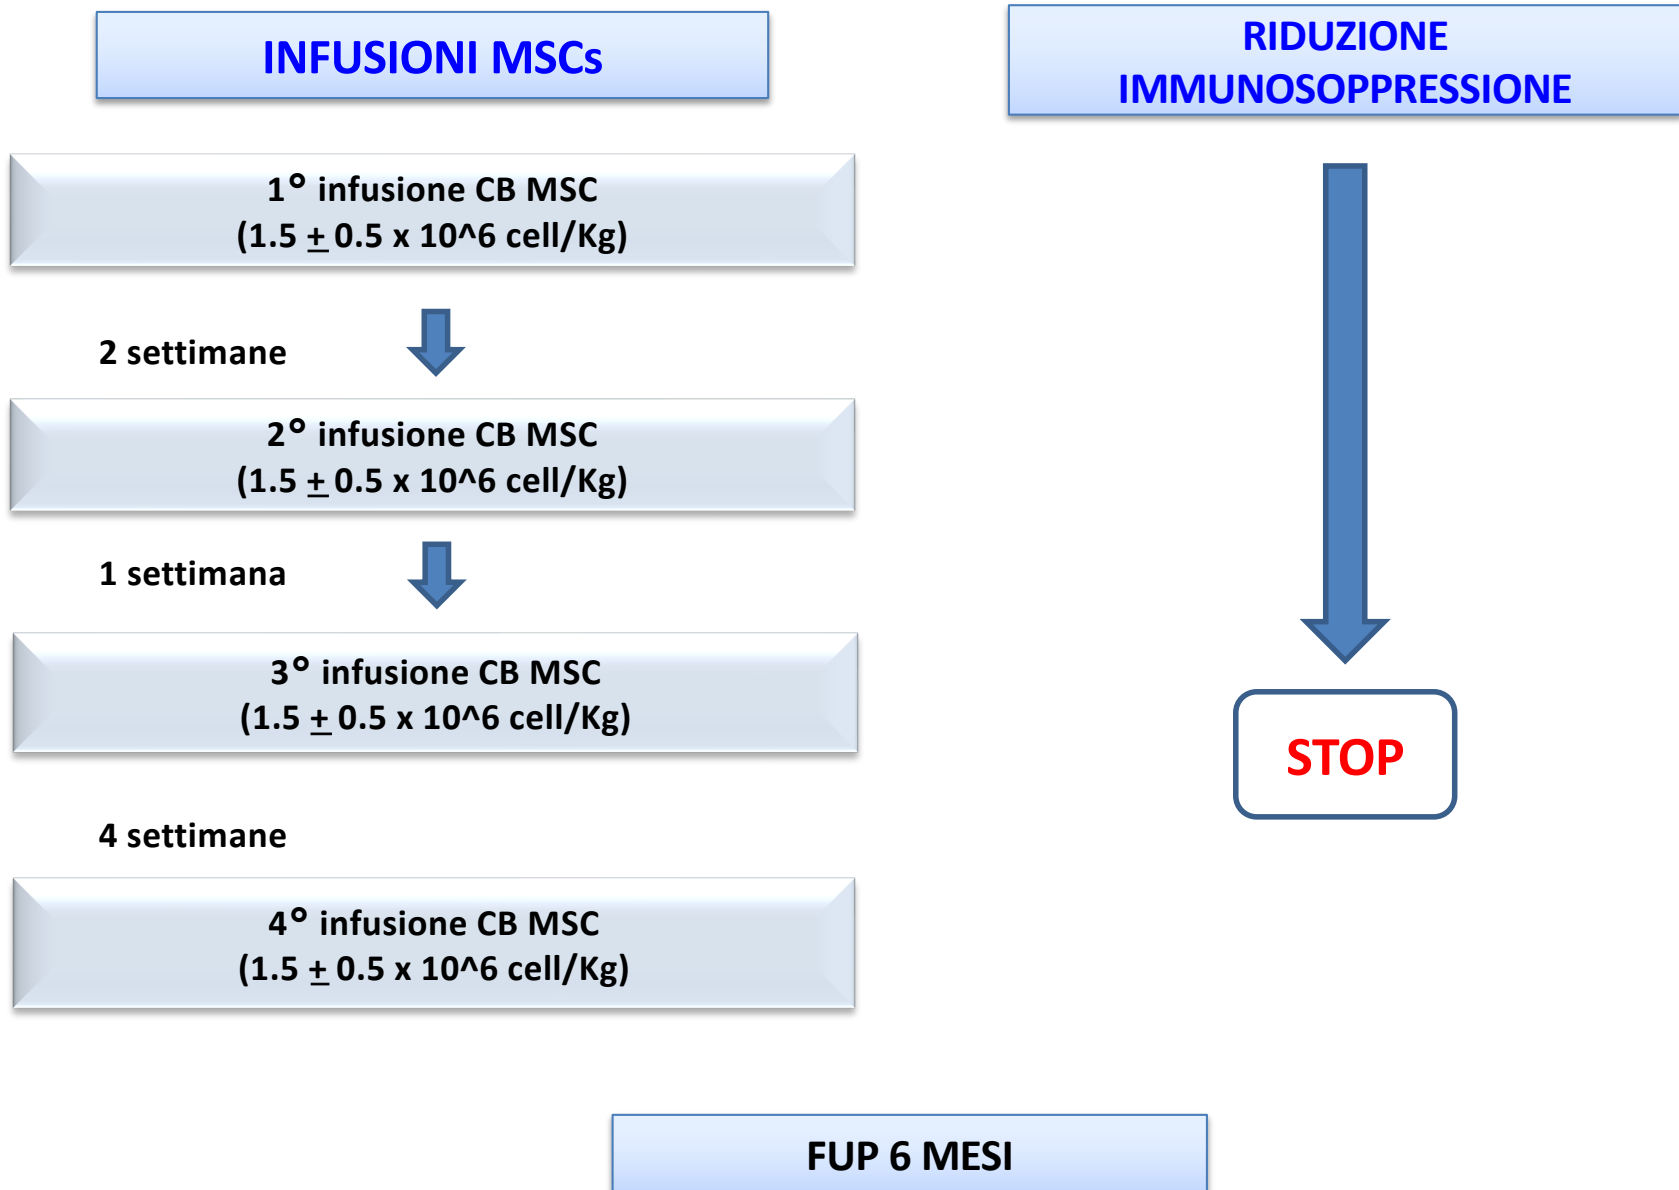 INFUSIONI MSCs
1° infusione CB MSC
(1.5 ± 0.5 x 10^6 cell/Kg)
2 settimane
2° infusione CB MSC
(1.5 ± 0.5 x 10^6 cell/Kg)
1 settimana
3° infusione CB MSC
(1.5 ± 0.5 x 10^6 cell/Kg)
4 settimane
4° infusione CB MSC
(1.5 ± 0.5 x 10^6 cell/Kg)
RIDUZIONE
IMMUNOSOPPRESSIONE
STOP
FUP 6 MESI